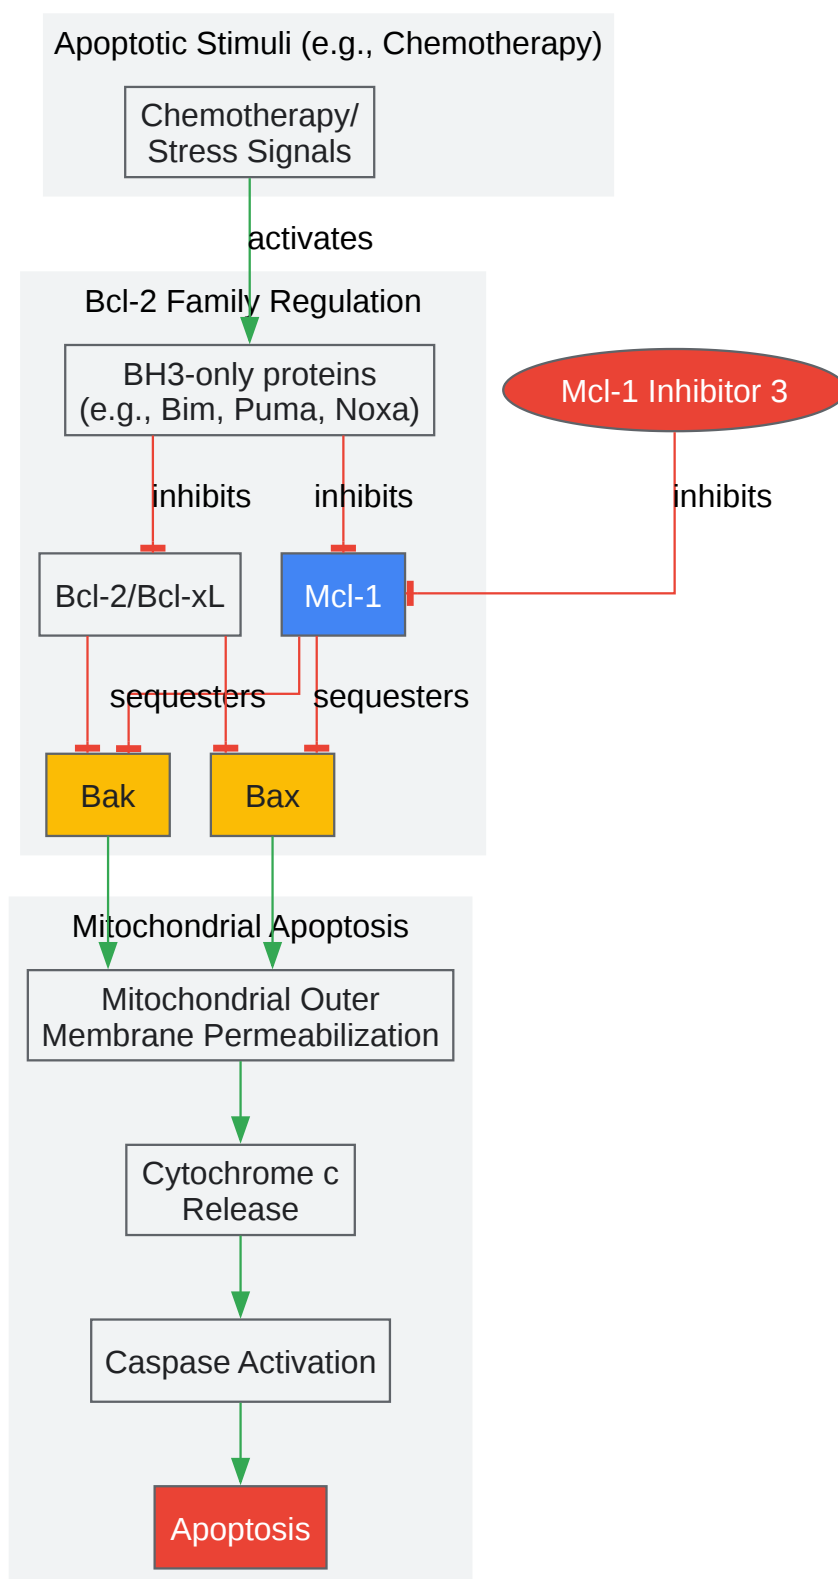 Apoptotic Stimuli (e.g., Chemotherapy)
Chemotherapy/
Stress Signals
activates
Bcl-2 Family Regulation
BH3-only proteins
(e.g., Bim, Puma, Noxa)
Mcl-1 Inhibitor 3
inhibits
inhibits
inhibits
Bcl-2/Bcl-xL
Mcl-1
sequesters
sequesters
Bak
Bax
Mitochondrial Apoptosis
Mitochondrial Outer
Membrane Permeabilization
Cytochrome c
Release
Caspase Activation
Apoptosis